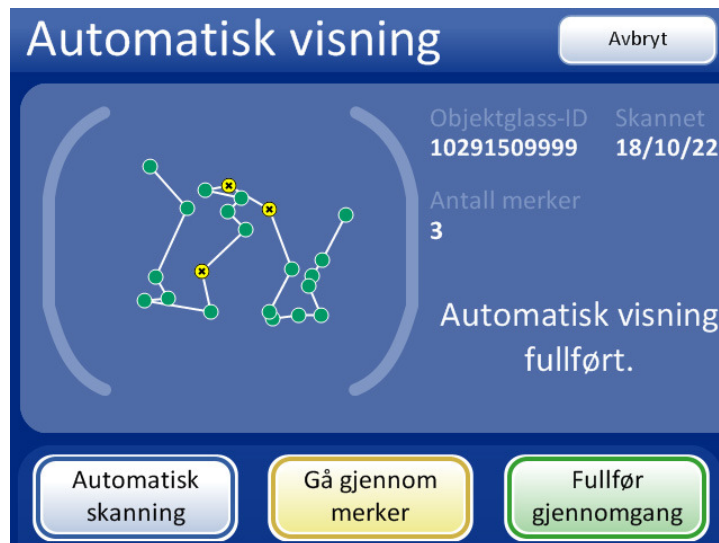 Automatisk visning
Avbryt
Objektglass-ID
Skannet
10291509999
18/10/22
Antall merker
3
Automatisk visning
fullført.
Automatisk
skanning
Gå gjennom
merker
Fullfør
gjennomgang